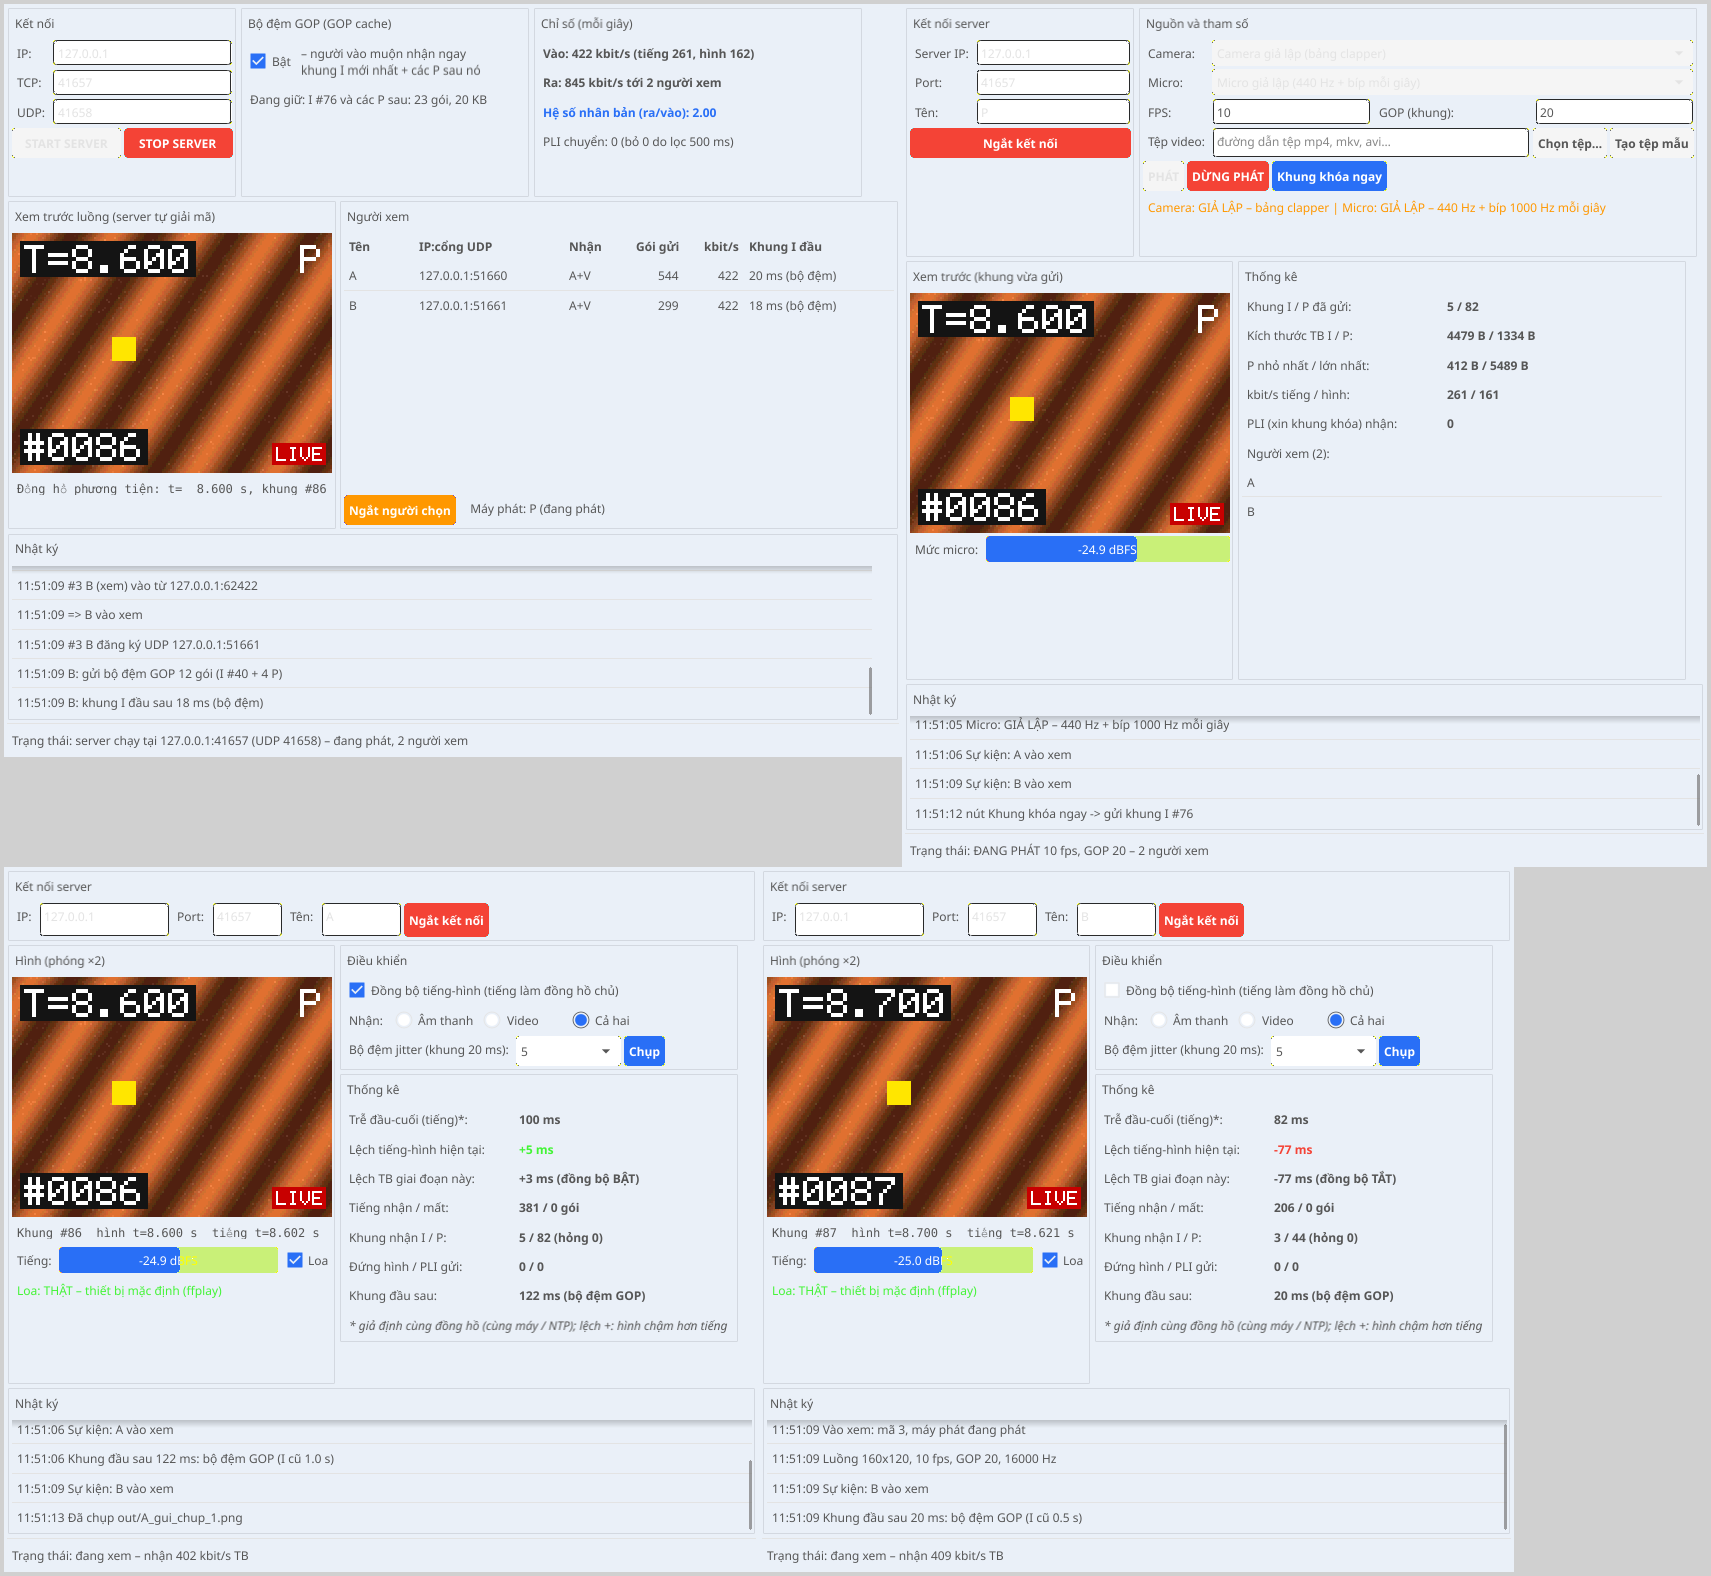 Kết nối
IP: 127.0.0.1
TCP: 41657
UDP: 41658
START SERVER STOP SERVER
Bộ đệm GOP (GOP cache)
Bật – người vào muộn nhận ngay
khung I mới nhất + các P sau nó
Đang giữ: I #76 và các P sau: 23 gói, 20 KB
Chỉ số (mỗi giây)
Vào: 422 kbit/s (tiếng 261, hình 162)
Ra: 845 kbit/s tới 2 người xem
Hệ số nhân bản (ra/vào): 2.00
PLI chuyển: 0 (bỏ 0 do lọc 500 ms)
Xem trước luồng (server tự giải mã)
T=8.600 P
#0086 LIVE
Đồng hồ phương tiện: t= 8.600 s, khung #86
Người xem
Tên IP:cổng UDP Nhận Gói gửi kbit/s Khung I đầu
A 127.0.0.1:51660 A+V 544 422 20 ms (bộ đệm)
B 127.0.0.1:51661 A+V 299 422 18 ms (bộ đệm)
Ngắt người chọn Máy phát: P (đang phát)
Nhật ký
11:51:09 #3 B (xem) vào từ 127.0.0.1:62422
11:51:09 => B vào xem
11:51:09 #3 B đăng ký UDP 127.0.0.1:51661
11:51:09 B: gửi bộ đệm GOP 12 gói (I #40 + 4 P)
11:51:09 B: khung I đầu sau 18 ms (bộ đệm)
Trạng thái: server chạy tại 127.0.0.1:41657 (UDP 41658) – đang phát, 2 người xem
Kết nối server
Server IP: 127.0.0.1
Port: 41657
Tên: P
Ngắt kết nối
Nguồn và tham số
Camera: Camera giả lập (bảng clapper)
Micro: Micro giả lập (440 Hz + bíp mỗi giây)
FPS: 10 GOP (khung): 20
Tệp video: đường dẫn tệp mp4, mkv, avi... Chọn tệp... Tạo tệp mẫu
PHÁT DỪNG PHÁT Khung khóa ngay
Camera: GIẢ LẬP – bảng clapper | Micro: GIẢ LẬP – 440 Hz + bíp 1000 Hz mỗi giây
Xem trước (khung vừa gửi)
T=8.600 P
#0086 LIVE
Mức micro: -24.9 dBFS
Thống kê
Khung I / P đã gửi: 5 / 82
Kích thước TB I / P: 4479 B / 1334 B
P nhỏ nhất / lớn nhất: 412 B / 5489 B
kbit/s tiếng / hình: 261 / 161
PLI (xin khung khóa) nhận: 0
Người xem (2):
A
B
Nhật ký
11:51:05 Micro: GIẢ LẬP – 440 Hz + bíp 1000 Hz mỗi giây
11:51:06 Sự kiện: A vào xem
11:51:09 Sự kiện: B vào xem
11:51:12 nút Khung khóa ngay -> gửi khung I #76
Trạng thái: ĐANG PHÁT 10 fps, GOP 20 – 2 người xem
Kết nối server
IP: 127.0.0.1 Port: 41657 Tên: A Ngắt kết nối
Hình (phóng ×2)
T=8.600 P
#0086 LIVE
Khung #86 hình t=8.600 s tiếng t=8.602 s
Tiếng: -24.9 dBFS Loa
Loa: THẬT – thiết bị mặc định (ffplay)
Điều khiển
Đồng bộ tiếng-hình (tiếng làm đồng hồ chủ)
Nhận: Âm thanh Video Cả hai
Bộ đệm jitter (khung 20 ms): 5 Chụp
Thống kê
Trễ đầu-cuối (tiếng)*: 100 ms
Lệch tiếng-hình hiện tại: +5 ms
Lệch TB giai đoạn này: +3 ms (đồng bộ BẬT)
Tiếng nhận / mất: 381 / 0 gói
Khung nhận I / P: 5 / 82 (hỏng 0)
Đứng hình / PLI gửi: 0 / 0
Khung đầu sau: 122 ms (bộ đệm GOP)
* giả định cùng đồng hồ (cùng máy / NTP); lệch +: hình chậm hơn tiếng
Nhật ký
11:51:06 Sự kiện: A vào xem
11:51:06 Khung đầu sau 122 ms: bộ đệm GOP (I cũ 1.0 s)
11:51:09 Sự kiện: B vào xem
11:51:13 Đã chụp out/A_gui_chup_1.png
Trạng thái: đang xem – nhận 402 kbit/s TB
Kết nối server
IP: 127.0.0.1 Port: 41657 Tên: B Ngắt kết nối
Hình (phóng ×2)
T=8.700 P
#0087 LIVE
Khung #87 hình t=8.700 s tiếng t=8.621 s
Tiếng: -25.0 dBFS Loa
Loa: THẬT – thiết bị mặc định (ffplay)
Điều khiển
Đồng bộ tiếng-hình (tiếng làm đồng hồ chủ)
Nhận: Âm thanh Video Cả hai
Bộ đệm jitter (khung 20 ms): 5 Chụp
Thống kê
Trễ đầu-cuối (tiếng)*: 82 ms
Lệch tiếng-hình hiện tại: -77 ms
Lệch TB giai đoạn này: -77 ms (đồng bộ TẮT)
Tiếng nhận / mất: 206 / 0 gói
Khung nhận I / P: 3 / 44 (hỏng 0)
Đứng hình / PLI gửi: 0 / 0
Khung đầu sau: 20 ms (bộ đệm GOP)
* giả định cùng đồng hồ (cùng máy / NTP); lệch +: hình chậm hơn tiếng
Nhật ký
11:51:09 Vào xem: mã 3, máy phát đang phát
11:51:09 Luồng 160x120, 10 fps, GOP 20, 16000 Hz
11:51:09 Sự kiện: B vào xem
11:51:09 Khung đầu sau 20 ms: bộ đệm GOP (I cũ 0.5 s)
Trạng thái: đang xem – nhận 409 kbit/s TB